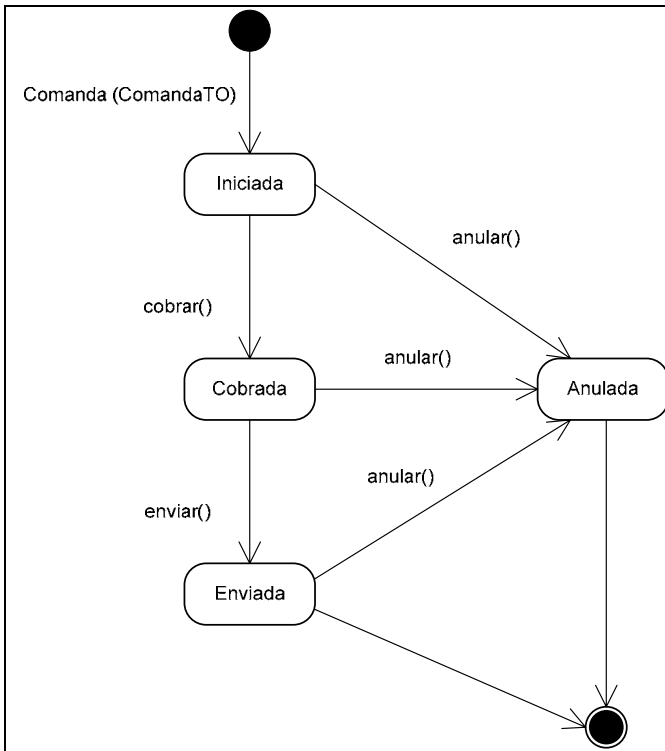 Comanda (ComandaTO)
Iniciada
anular()
cobrar()
anular()
Cobrada
Anulada
anular()
enviar()
Enviada